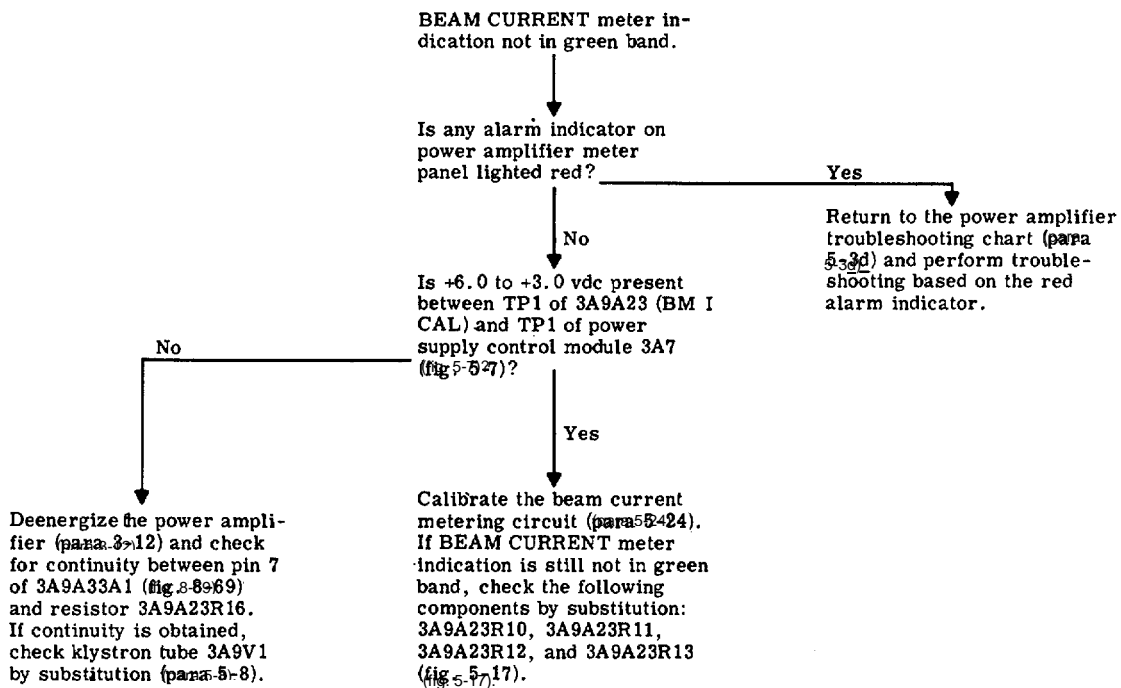 BEAM CURRENT meter in-
dication not in green band.
Is any alarm indicator on
power amplifier meter
panel lighted red?
Yes
Return to the power amplifier
troubleshooting chart (para
5-3d) and perform trouble-
shooting based on the red
alarm indicator.
No
Is +6.0 to +3.0 vdc present
between TP1 of 3A9A23 (BM I
CAL) and TP1 of power
supply control module 3A7
(fig. 5-7)?
No
Yes
Deenergize the power ampli-
fier (para 3-12) and check
for continuity between pin 7
of 3A9A33A1 (fig. 8-69)
and resistor 3A9A23R16.
If continuity is obtained,
check klystron tube 3A9V1
by substitution (para 5-8).
Calibrate the beam current
metering circuit (para 5-24).
If BEAM CURRENT meter
indication is still not in green
band, check the following
components by substitution:
3A9A23R10, 3A9A23R11,
3A9A23R12, and 3A9A23R13
(fig. 5-17).